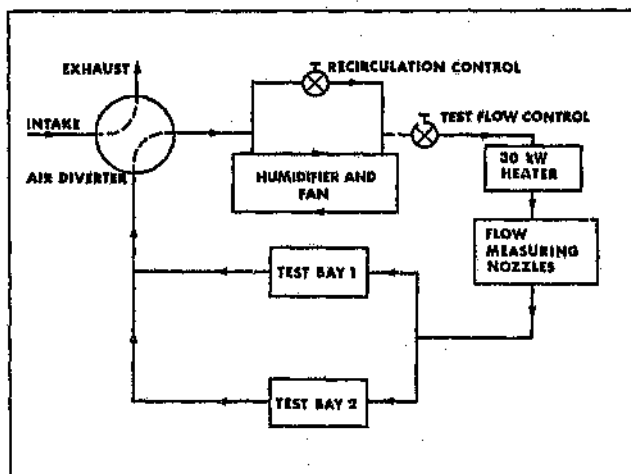 EXHAUST
RECIRCULATION CONTROL
INTAKE
TEST FLOW CONTROL
AIR DIVERTER
HUMIDIFIER AND
FAN
30 kW
HEATER
FLOW
MEASURING
NOZZLES
TEST BAY 1
TEST BAY 2